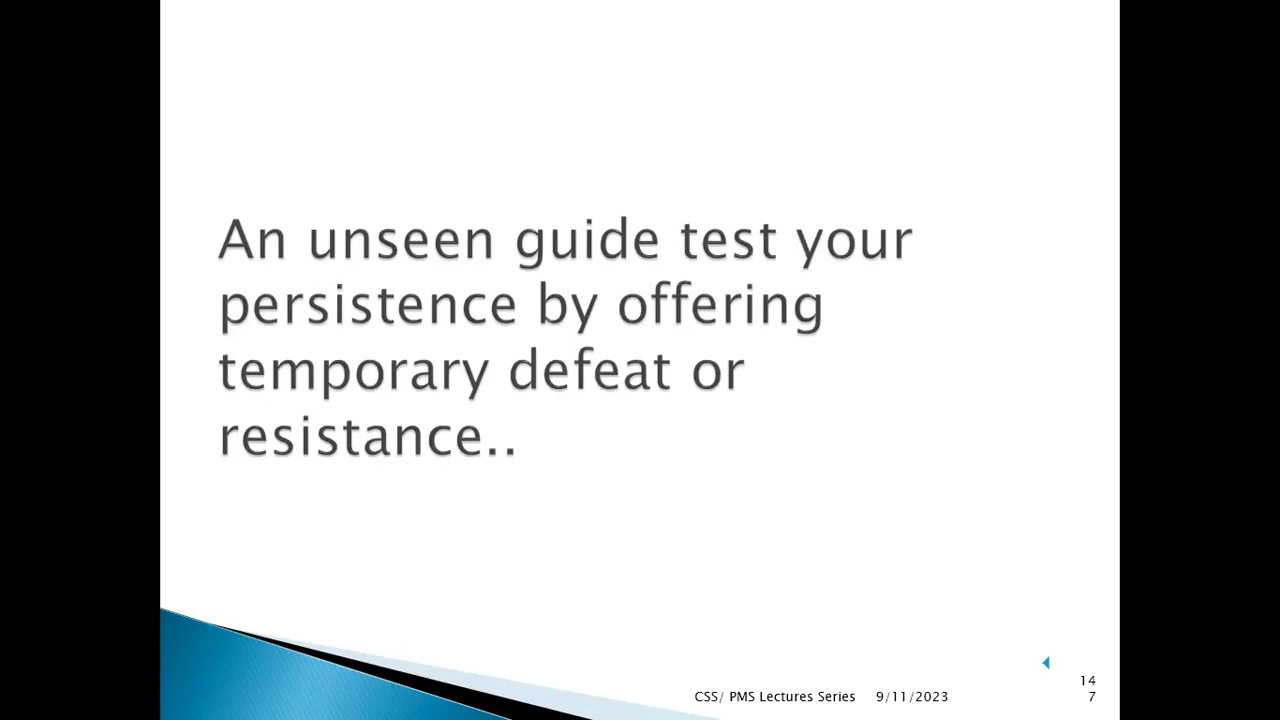 An unseen guide test your
persistence by offering
temporary defeat or
resistance..
CSS/ PMS Lectures Series 9/11/2023
14
7